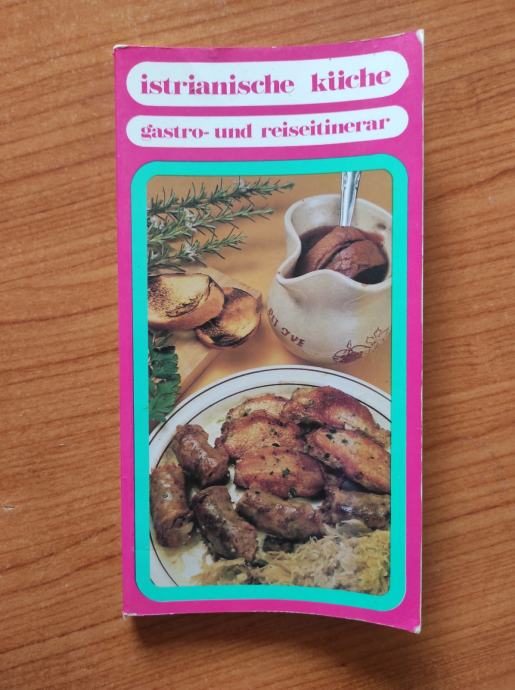 istrianische küche
gastro- und reiseitinerar